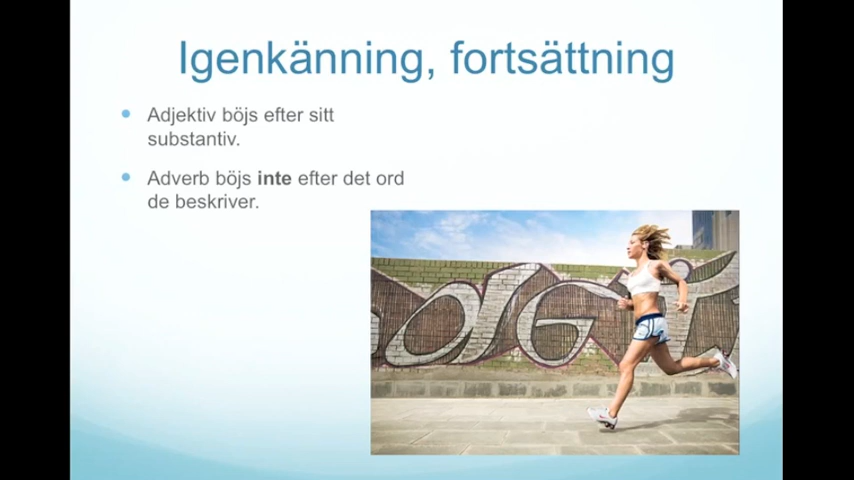 Igenkänning, fortsättning
Adjektiv böjs efter sitt
substantiv.
Adverb böjs inte efter det ord
de beskriver.